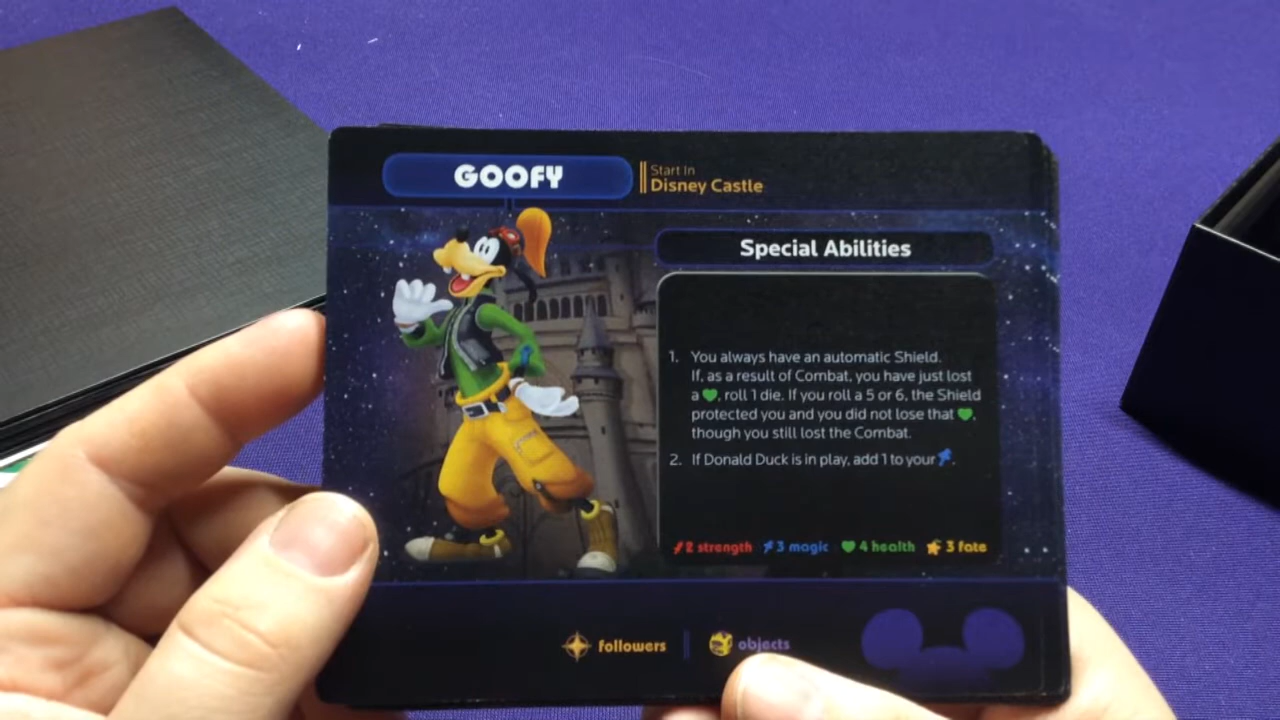 GOOFY
Start In
Disney Castle
Special Abilities
1. You always have an automatic Shield.
If, as a result of Combat, you have just lost
a 💚, roll 1 die. If you roll a 5 or 6, the Shield
protected you and you did not lose that 💚,
though you still lost the Combat.
2. If Donald Duck is in play, add 1 to your .
2 strength 3 magic 4 health 3 fate
followers objects